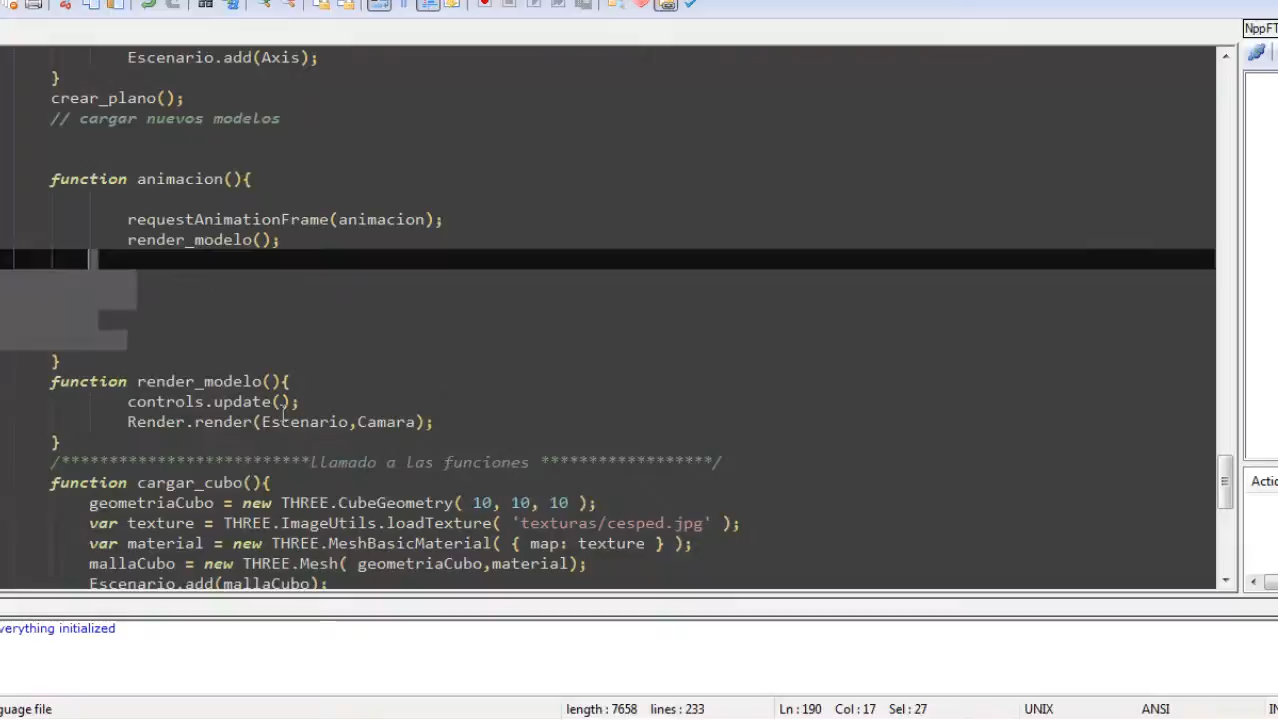 NppFT
Escenario.add(Axis);
}
crear_plano();
// cargar nuevos modelos
function animacion(){
requestAnimationFrame(animacion);
render_modelo();
}
function render_modelo(){
controls.update();
Render.render(Escenario,Camara);
}
/**************************llamado a las funciones ******************/
function cargar_cubo(){
geometriaCubo = new THREE.CubeGeometry( 10, 10, 10 );
var texture = THREE.ImageUtils.loadTexture( 'texturas/cesped.jpg' );
var material = new THREE.MeshBasicMaterial( { map: texture } );
mallaCubo = new THREE.Mesh( geometriaCubo,material);
Escenario.add(mallaCubo);
Actio
verything initialized
guage file length : 7658 lines : 233 Ln : 190 Col : 17 Sel : 27 UNIX ANSI IN